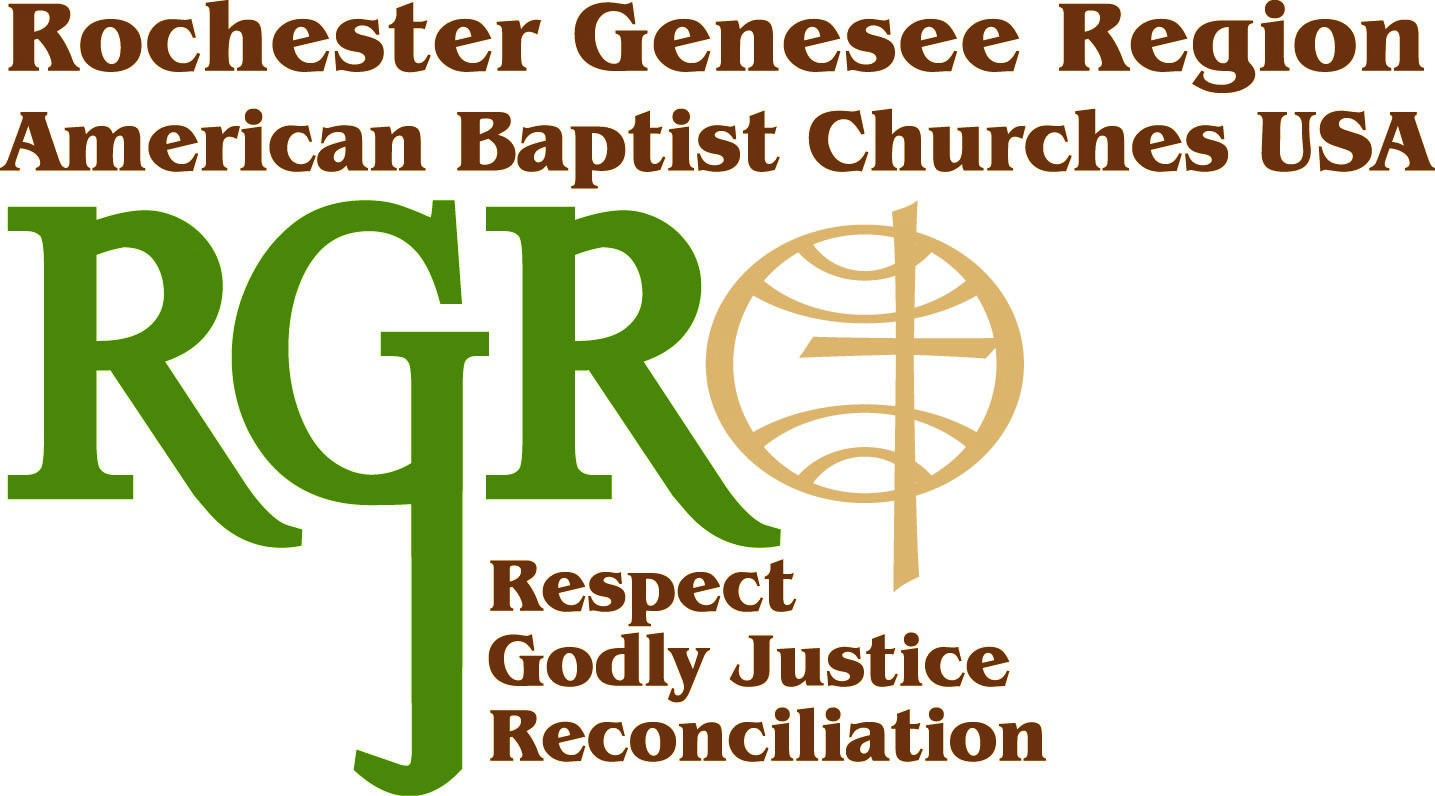 Rochester Genesee Region
American Baptist Churches USA
RGR
Respect
Godly Justice
Reconciliation